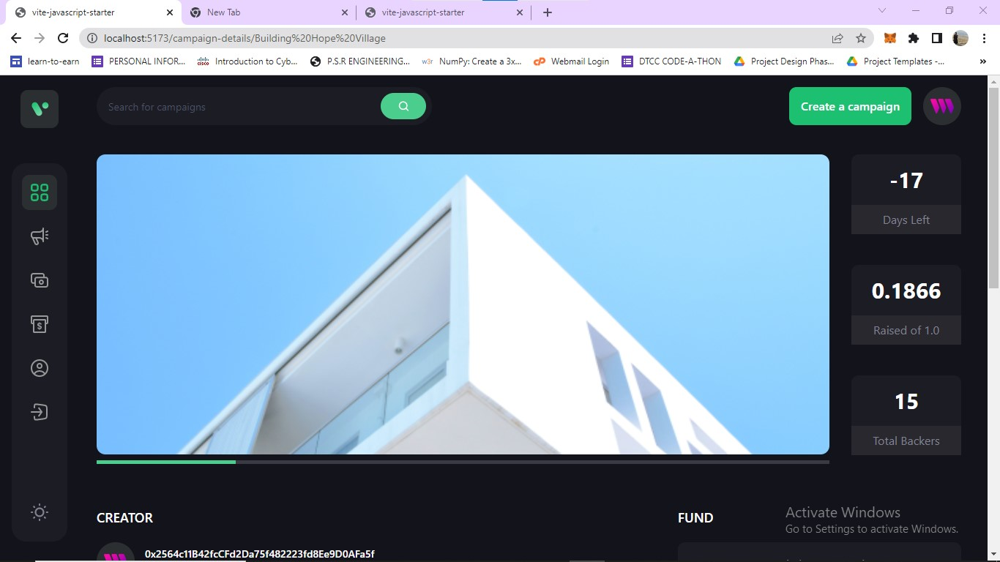 vite-javascript-starter
New Tab
vite-javascript-starter
localhost:5173/campaign-details/Building%20Hope%20Village
learn-to-earn
PERSONAL INFOR...
Introduction to Cyb...
P.S.R ENGINEERING...
w3r
NumPy: Create a 3x...
Webmail Login
DTCC CODE-A-THON
Project Design Phas...
Project Templates -...
Search for campaigns
Create a campaign
-17
Days Left
0.1866
Raised of 1.0
15
Total Backers
CREATOR
FUND
Activate Windows
Go to Settings to activate Windows.
0x2564c11B42fcCFd2Da75f482223fd8Ee9D0AFa5f